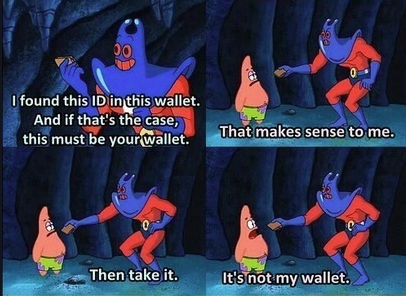 I found this ID in this wallet.
And if that's the case,
this must be your wallet.
That makes sense to me.
Then take it.
It's not my wallet.